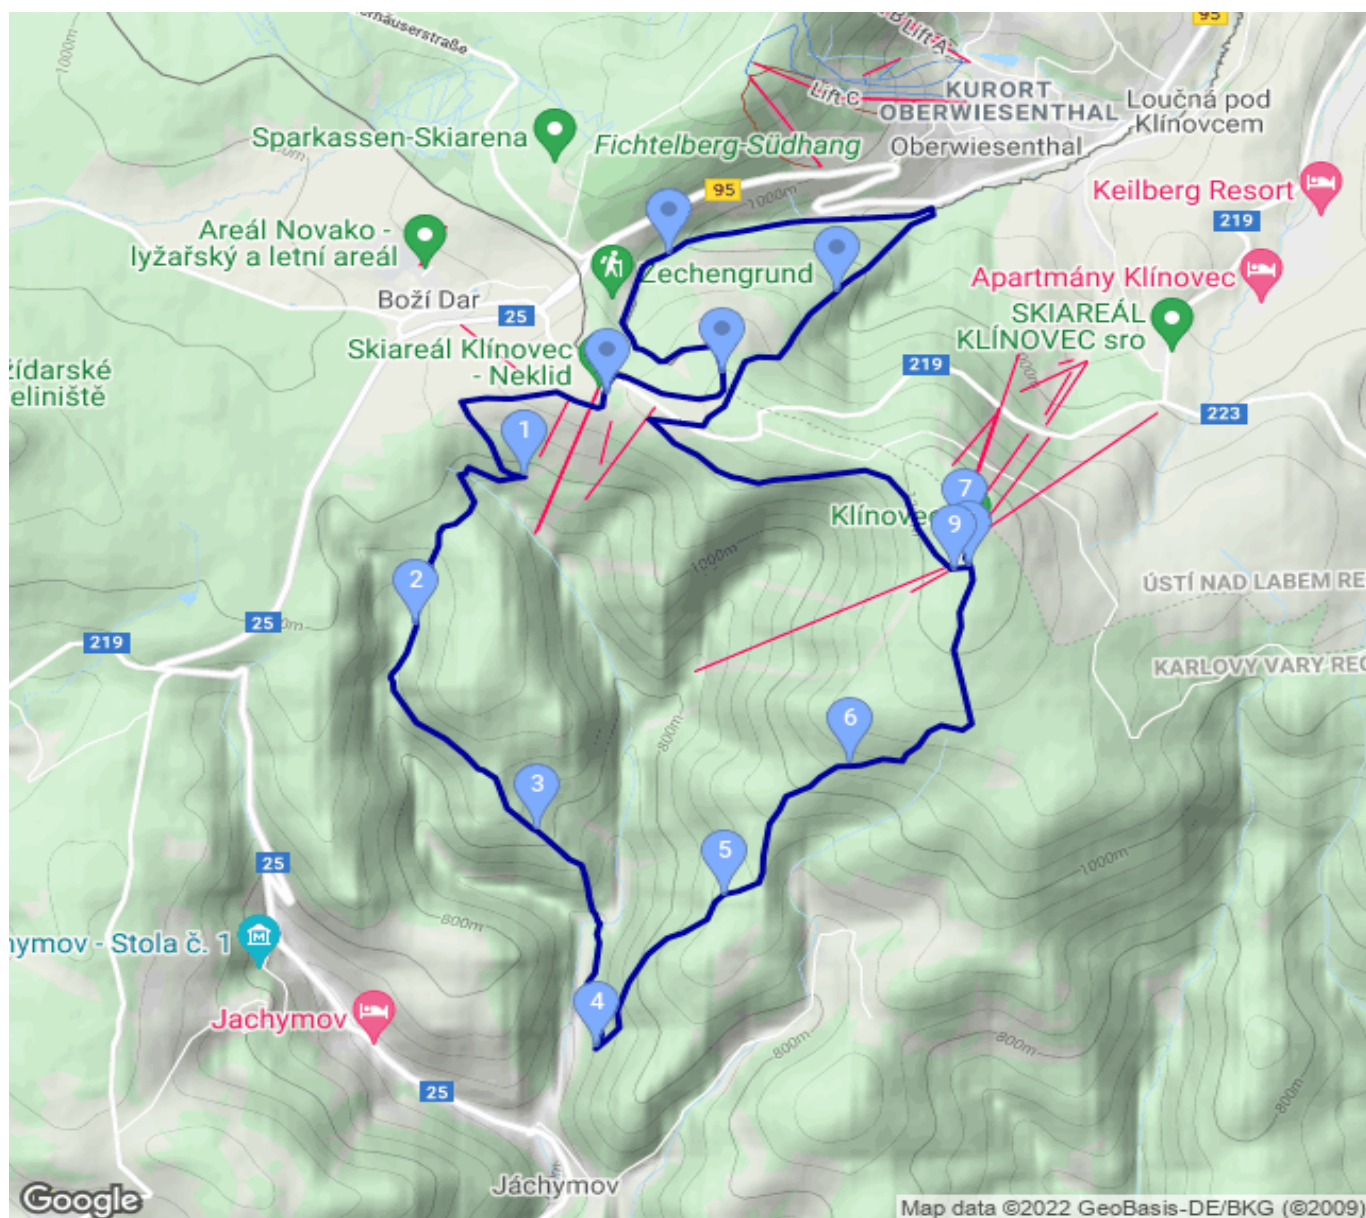 95
Lift A
Lift C
KURORT
OBERWIESENTHAL
Oberwiesenthal
Loučná pod
Klínovcem
Sparkassen-Skiarena
Fichtelberg-Südhang
1000m
95
1000m
Keilberg Resort
219
Areál Novako -
lyžařský a letní areál
Zechengrund
Apartmány Klínovec
Boží Dar
25
SKIAREÁL
KLÍNOVEC sro
Skiareál Klínovec
- Neklid
219
223
1
7
Klínovec
9
1000m
2
ÚSTÍ NAD LABEM RE
25
219
KARLOVY VARY REG
6
800m
3
5
25
1000m
800m
hymov - Stola č. 1
4
Jachymov
800m
800m
25
800m
Jáchymov
Google
Map data ©2022 GeoBasis-DE/BKG (©2009)